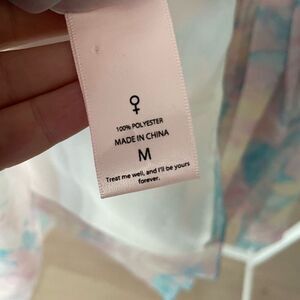 100% POLYESTER
MADE IN CHINA
M
Treat me well, and I'll be yours
forever.